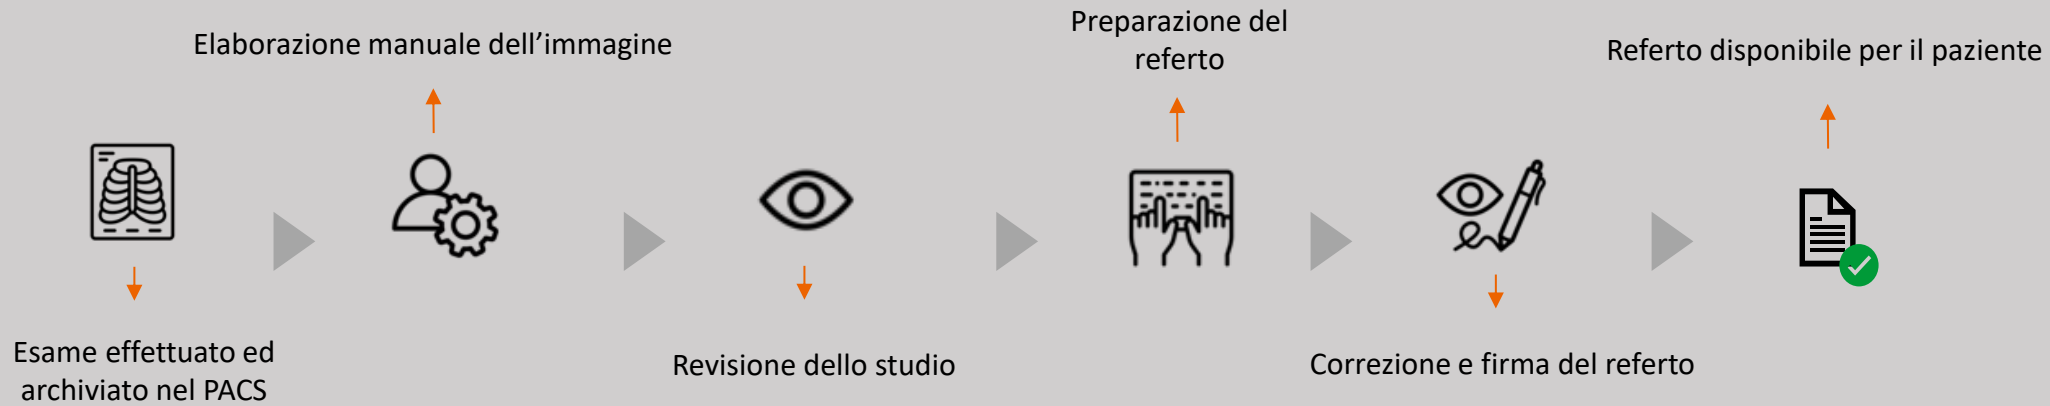 Esame effettuato ed
archiviato nel PACS
Elaborazione manuale dell’immagine
Revisione dello studio
Preparazione del
referto
Correzione e firma del referto
Referto disponibile per il paziente